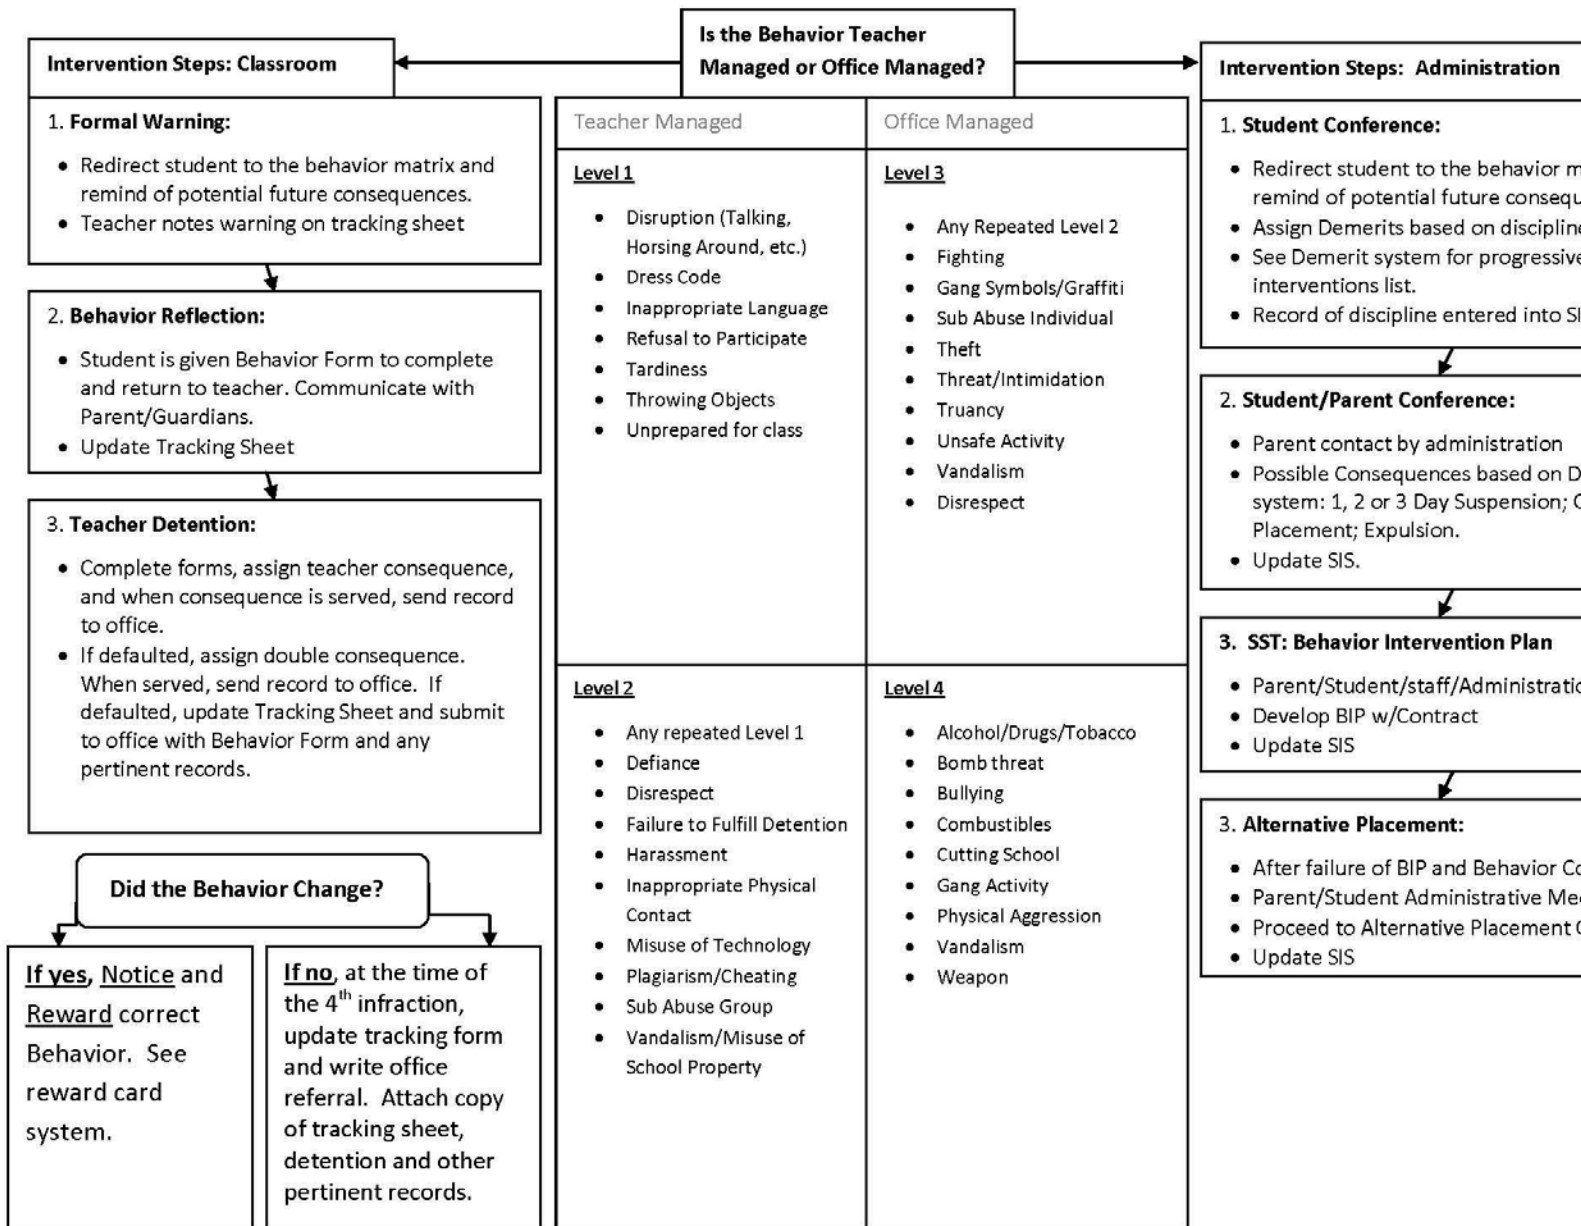 Is the Behavior Teacher
Managed or Office Managed?
Intervention Steps: Classroom
1. Formal Warning:
• Redirect student to the behavior matrix and
remind of potential future consequences.
• Teacher notes warning on tracking sheet
2. Behavior Reflection:
• Student is given Behavior Form to complete
and return to teacher. Communicate with
Parent/Guardians.
• Update Tracking Sheet
3. Teacher Detention:
• Complete forms, assign teacher consequence,
and when consequence is served, send record
to office.
• If defaulted, assign double consequence.
When served, send record to office. If
defaulted, update Tracking Sheet and submit
to office with Behavior Form and any
pertinent records.
Did the Behavior Change?
If yes, Notice and
Reward correct
Behavior. See
reward card
system.
If no, at the time of
the 4th infraction,
update tracking form
and write office
referral. Attach copy
of tracking sheet,
detention and other
pertinent records.
Teacher Managed
Level 1
• Disruption (Talking,
Horsing Around, etc.)
• Dress Code
• Inappropriate Language
• Refusal to Participate
• Tardiness
• Throwing Objects
• Unprepared for class
Level 2
• Any repeated Level 1
• Defiance
• Disrespect
• Failure to Fulfill Detention
• Harassment
• Inappropriate Physical
Contact
• Misuse of Technology
• Plagiarism/Cheating
• Sub Abuse Group
• Vandalism/Misuse of
School Property
Office Managed
Level 3
• Any Repeated Level 2
• Fighting
• Gang Symbols/Graffiti
• Sub Abuse Individual
• Theft
• Threat/Intimidation
• Truancy
• Unsafe Activity
• Vandalism
• Disrespect
Level 4
• Alcohol/Drugs/Tobacco
• Bomb threat
• Bullying
• Combustibles
• Cutting School
• Gang Activity
• Physical Aggression
• Vandalism
• Weapon
Intervention Steps: Administration
1. Student Conference:
• Redirect student to the behavior
remind of potential future
• Assign Demerits based on
• See Demerit system for
interventions list.
• Record of discipline entered into
2. Student/Parent Conference:
• Parent contact by administration
• Possible Consequences based on
system: 1, 2 or 3 Day Suspension;
Placement; Expulsion.
• Update SIS.
3. SST: Behavior Intervention Plan
• Parent/Student/staff/
• Develop BIP w/Contract
• Update SIS
3. Alternative Placement:
• After failure of BIP and Behavior
• Parent/Student Administrative
• Proceed to Alternative Placement
• Update SIS